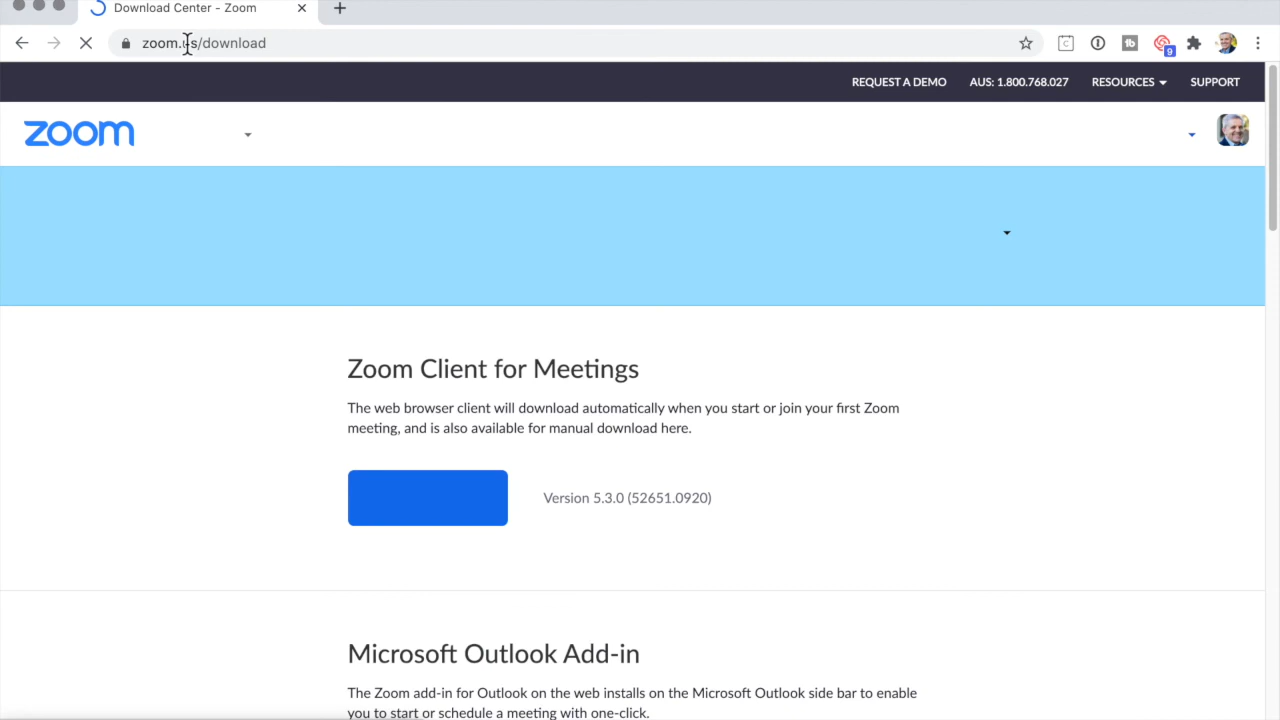 Download Center - Zoom
zoom.us/download
9
REQUEST A DEMO AUS: 1.800.768.027 RESOURCES SUPPORT
zoom
Zoom Client for Meetings
The web browser client will download automatically when you start or join your first Zoom
meeting, and is also available for manual download here.
Version 5.3.0 (52651.0920)
Microsoft Outlook Add-in
The Zoom add-in for Outlook on the web installs on the Microsoft Outlook side bar to enable
you to start or schedule a meeting with one-click.